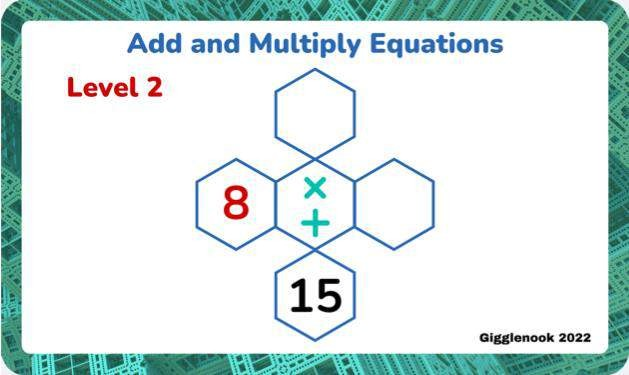 Add and Multiply Equations
Level 2
8 × 
+
15
Gigglenook 2022